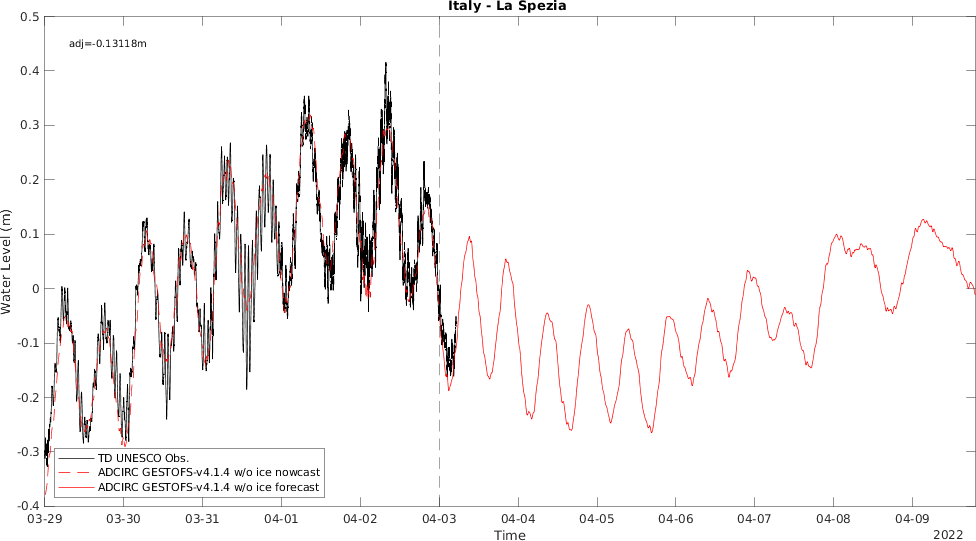 Italy - La Spezia
adj=-0.13118m
0.5
0.4
0.3
0.2
0.1
0
-0.1
-0.2
-0.3
-0.4
Water Level (m)
TD UNESCO Obs.
ADCIRC GESTOFS-v4.1.4 w/o ice nowcast
ADCIRC GESTOFS-v4.1.4 w/o ice forecast
03-29 03-30 03-31 04-01 04-02 04-03 04-04 04-05 04-06 04-07 04-08 04-09
Time
2022